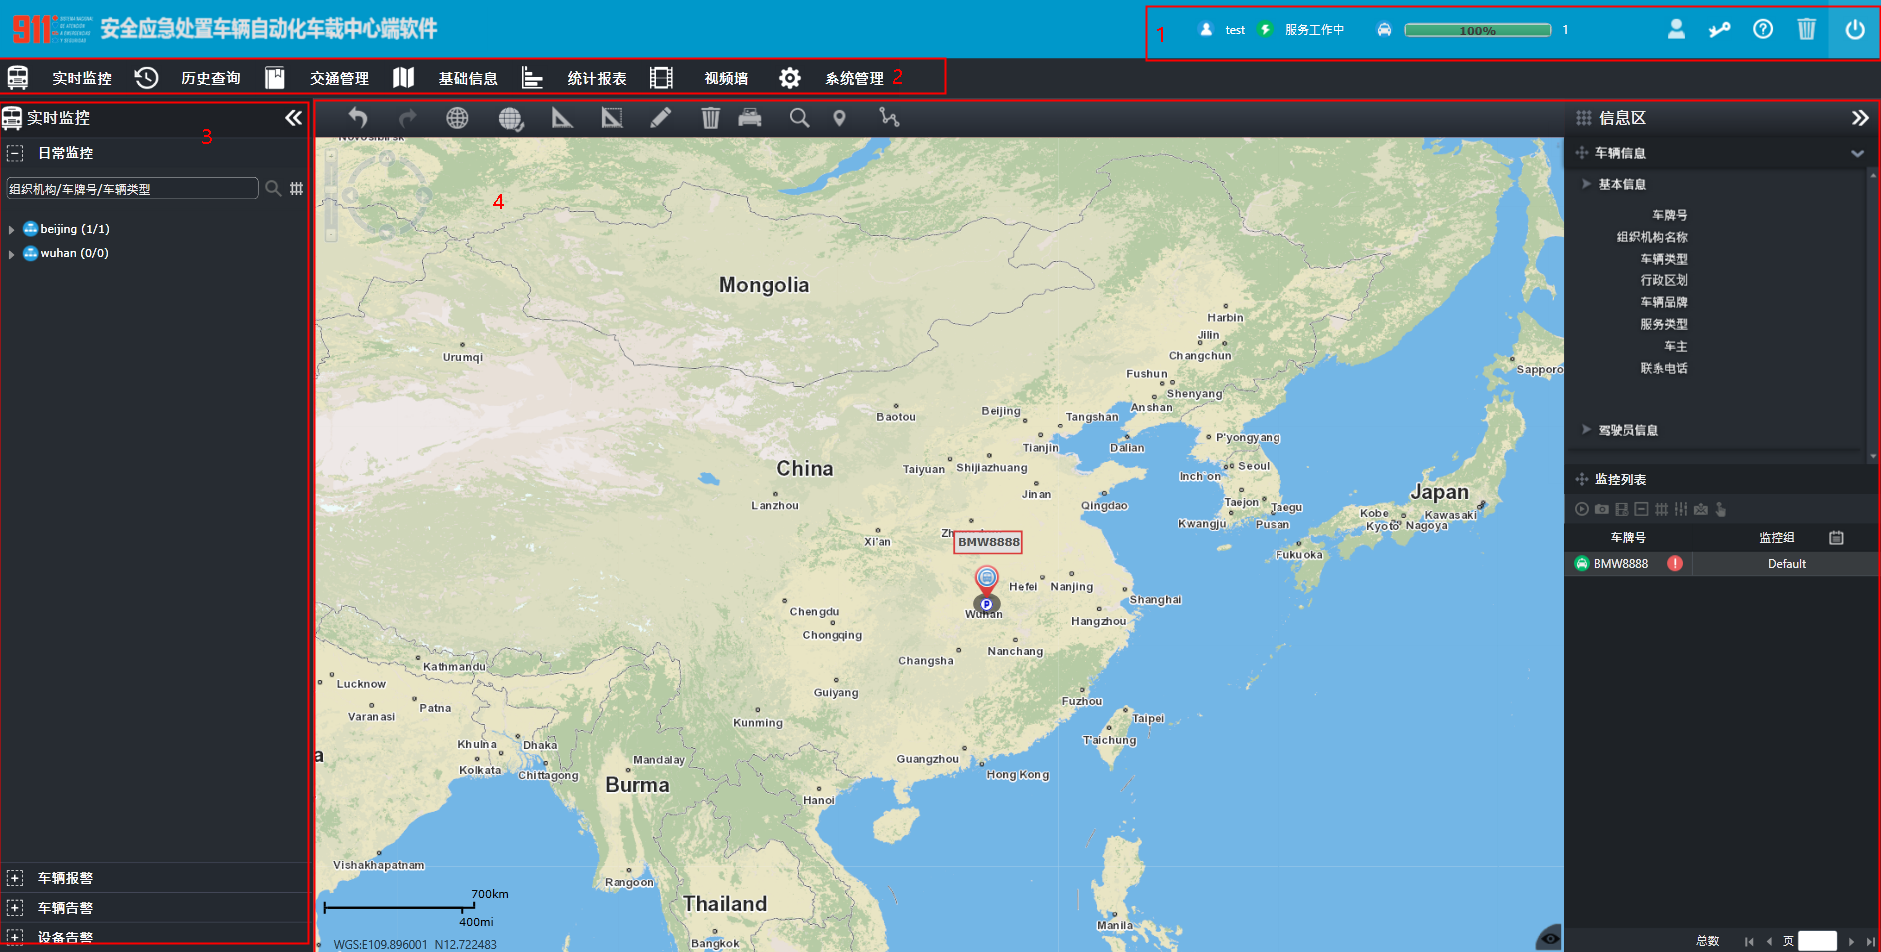 911 SISTEMA NACIONAL DE ATENCION A EMERGENCIAS Y SEGURIDAD
安全应急处置车辆自动化车载中心端软件
1 test 服务工作中 100% 1
实时监控 历史查询 交通管理 基础信息 统计报表 视频墙 系统管理 2
实时监控
3
日常监控
组织机构/车牌号/车辆类型
beijing (1/1)
wuhan (0/0)
车辆报警
车辆告警
设备告警
4
Novosibirsk
Mongolia
Harbin
Jilin
Changchun
Urumqi
Fushun
Shenyang
Anshan
Sapporo
Baotou
Beijing
Tangshan
Tianjin
Dalian
P'yongyang
China
Taiyuan
Shijiazhuang
Inch on
Seoul
Jinan
Lanzhou
Qingdao
Taejon
Taegu
Japan
Kwangju
Pusan
Kobe
Kyoto
Nagoya
Kawasaki
Xi'an
Zh
BMW8888
Fukuoka
Hefei
Nanjing
P
Wuhan
Shanghai
Chengdu
Hangzhou
Chongqing
Nanchang
Changsha
Kathmandu
Lucknow
Guiyang
Patna
Varanasi
Fuzhou
Kunming
Taipei
T'aichung
Khulna
Dhaka
a
Kolkata
Chittagong
Mandalay
Guangzhou
Hong Kong
Burma
Hanoi
Vishakhapatnam
Rangoon
700km
400mi
Thailand
Manila
WGS:E109.896001 N12.722483
Bangkok
信息区
车辆信息
基本信息
车牌号
组织机构名称
车辆类型
行政区划
车辆品牌
服务类型
车主
联系电话
驾驶员信息
监控列表
车牌号 监控组
BMW8888 Default
总数 页